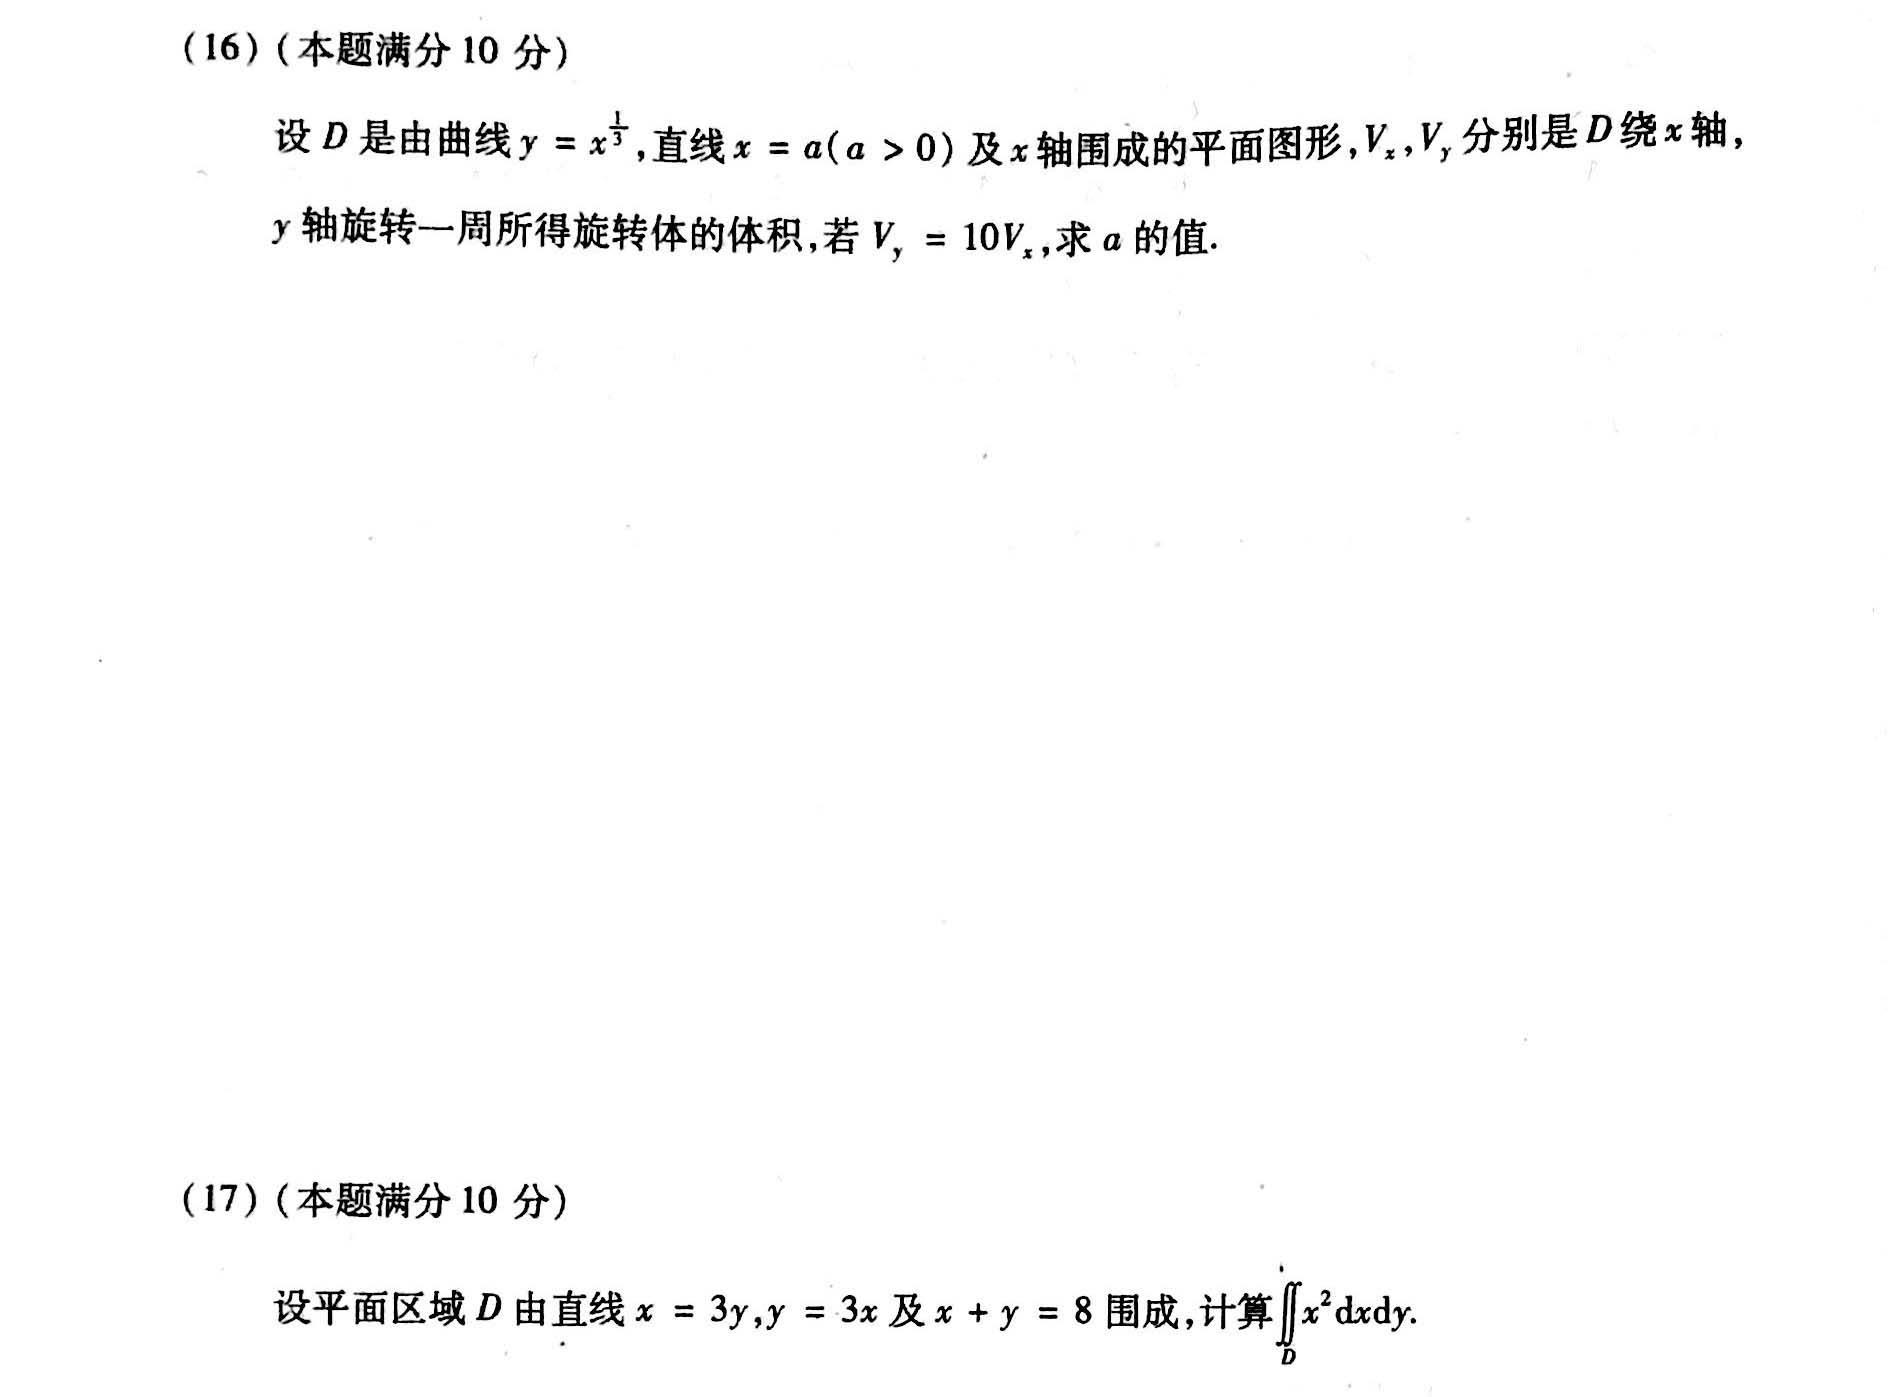 (16)(本题满分 10 分)
设 D 是由曲线 y = x^{\frac{1}{3}},直线 x = a(a > 0) 及 x 轴围成的平面图形,V_x,V_y 分别是 D 绕 x 轴,
y 轴旋转一周所得旋转体的体积,若 V_y = 10V_x,求 a 的值.
(17)(本题满分 10 分)
设平面区域 D 由直线 x = 3y,y = 3x 及 x + y = 8 围成,计算\iint_D x^2 dxdy.